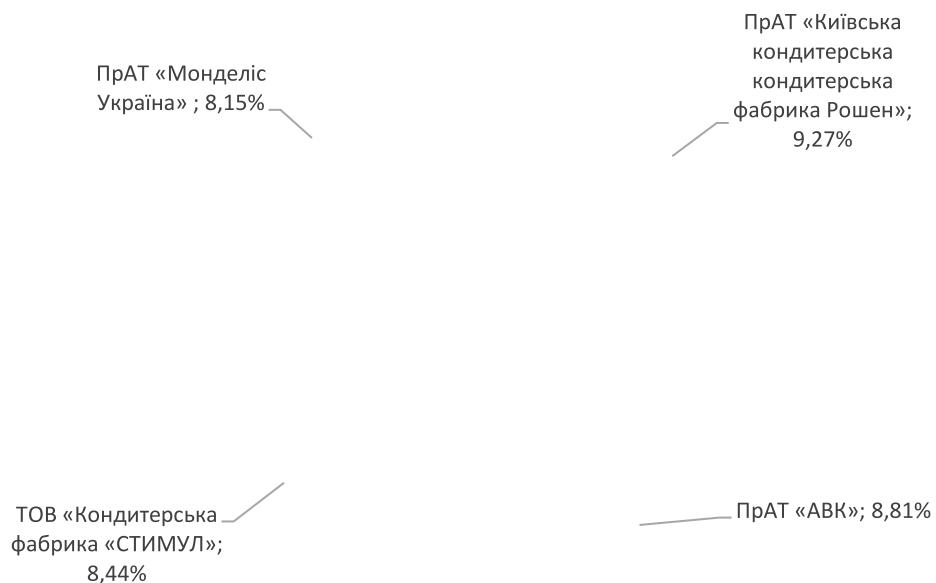 ПрАТ «Монделіс
Україна» ; 8,15%
ПрАТ «Київська
кондитерська
кондитерська
фабрика Рошен»;
9,27%
ТОВ «Кондитерська
фабрика «СТИМУЛ»;
8,44%
ПрАТ «АВК»; 8,81%